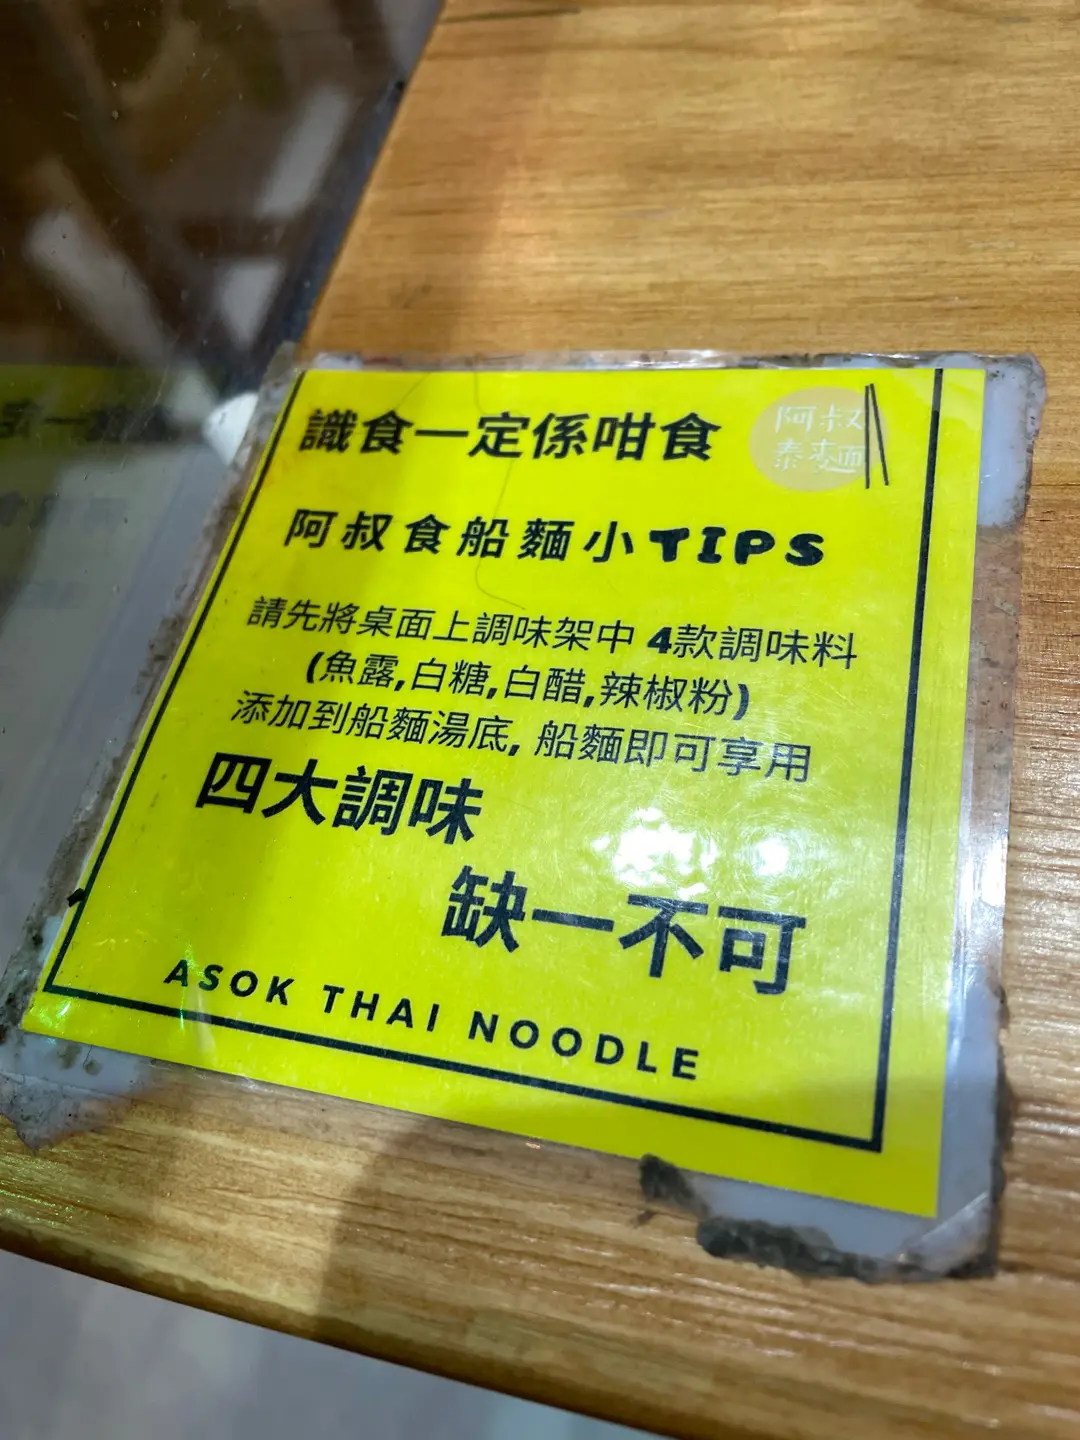 識食一定係咁食
阿叔
泰麵
阿叔食船麵小TIPS
請先將桌面上調味架中 4款調味料
(魚露,白糖,白醋,辣椒粉)
添加到船麵湯底, 船麵即可享用
四大調味
缺一不可
ASOK THAI NOODLE